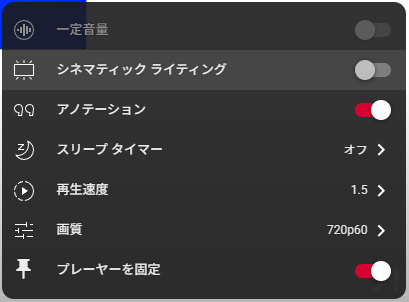 一定音量
シネマティック ライティング
アノテーション
スリープ タイマー オフ
再生速度 1.5
画質 720p60
プレーヤーを固定